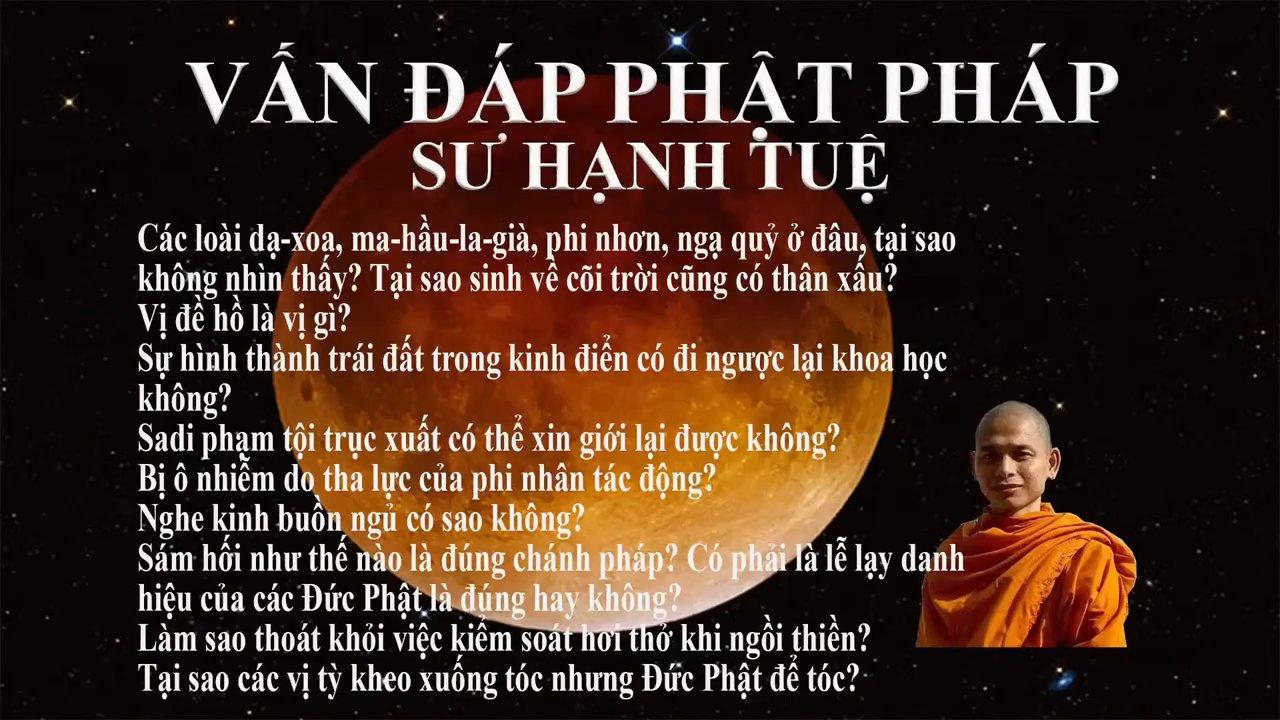 VẤN ĐÁP PHẬT PHÁP
SƯ HẠNH TUỆ
Các loài dạ-xoa, ma-hầu-la-già, phi nhơn, ngạ quỷ ở đâu, tại sao
không nhìn thấy? Tại sao sinh về cõi trời cũng có thân xấu?
Vị đề hồ là vị gì?
Sự hình thành trái đất trong kinh điển có đi ngược lại khoa học
không?
Sadi phạm tội trục xuất có thể xin giới lại được không?
Bị ô nhiễm do tha lực của phi nhân tác động?
Nghe kinh buồn ngủ có sao không?
Sám hối như thế nào là đúng chánh pháp? Có phải là lễ lạy danh
hiệu của các Đức Phật là đúng hay không?
Làm sao thoát khỏi việc kiểm soát hơi thở khi ngồi thiền?
Tại sao các vị tỳ kheo xuống tóc nhưng Đức Phật để tóc?